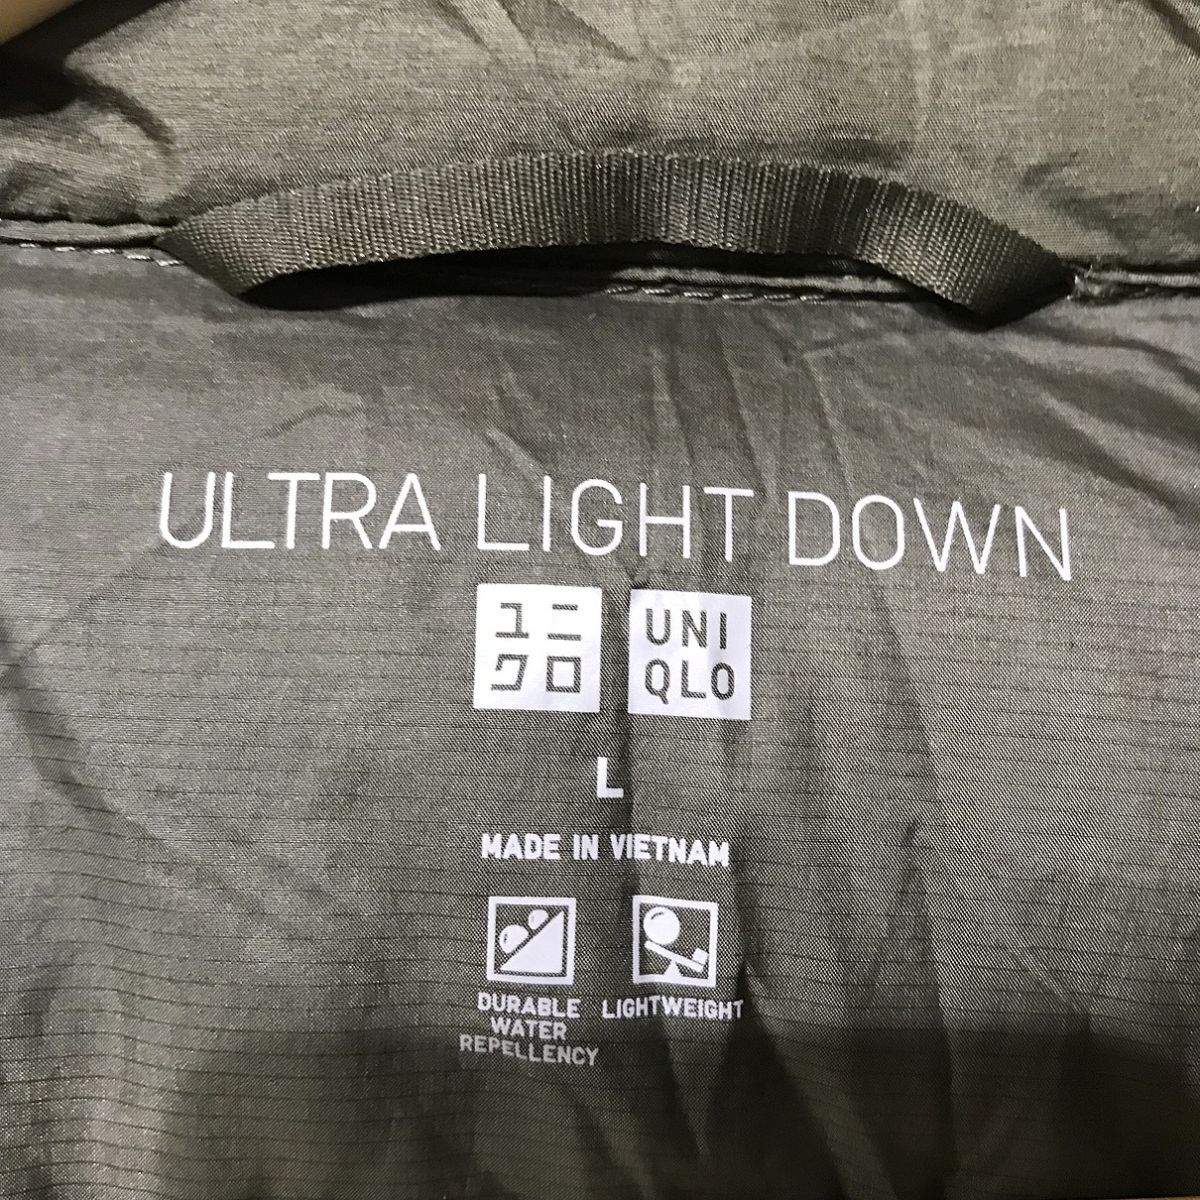 ULTRA LIGHT DOWN
ユニ UNI
クロ QLO
L
MADE IN VIETNAM
DURABLE LIGHTWEIGHT
WATER
REPELLENCY